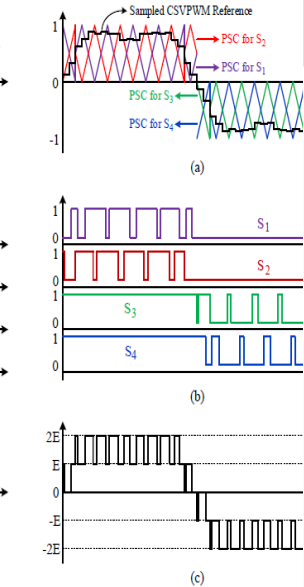 Sampled CSVPWM Reference
1
PSC for S2
PSC for S1
0
PSC for S3
PSC for S4
-1
(a)
1
S1
0
1
S2
0
1
S3
0
1
S4
0
(b)
2E
E
0
-E
-2E
(c)